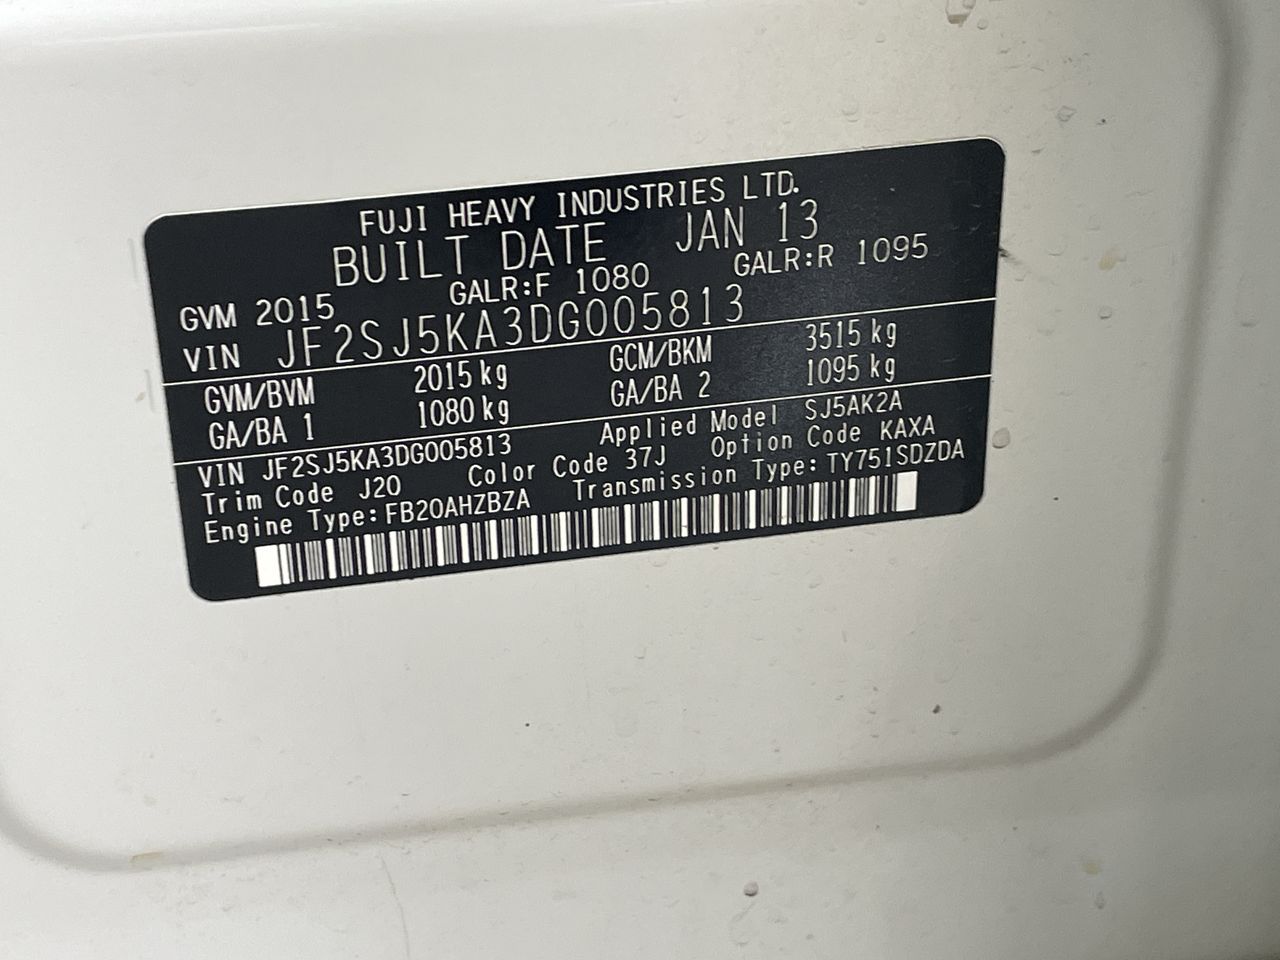 FUJI HEAVY INDUSTRIES LTD.
BUILT DATE JAN 13
GVM 2015 GALR:F 1080 GALR:R 1095
VIN JF2SJ5KA3DG005813
GVM/BVM 2015 kg GCM/BKM 3515 kg
GA/BA 1 1080 kg GA/BA 2 1095 kg
VIN JF2SJ5KA3DG005813 Applied Model SJ5AK2A
Trim Code J20 Color Code 37J Option Code KAXA
Engine Type:FB20AHZBZA Transmission Type:TY751SDZDA